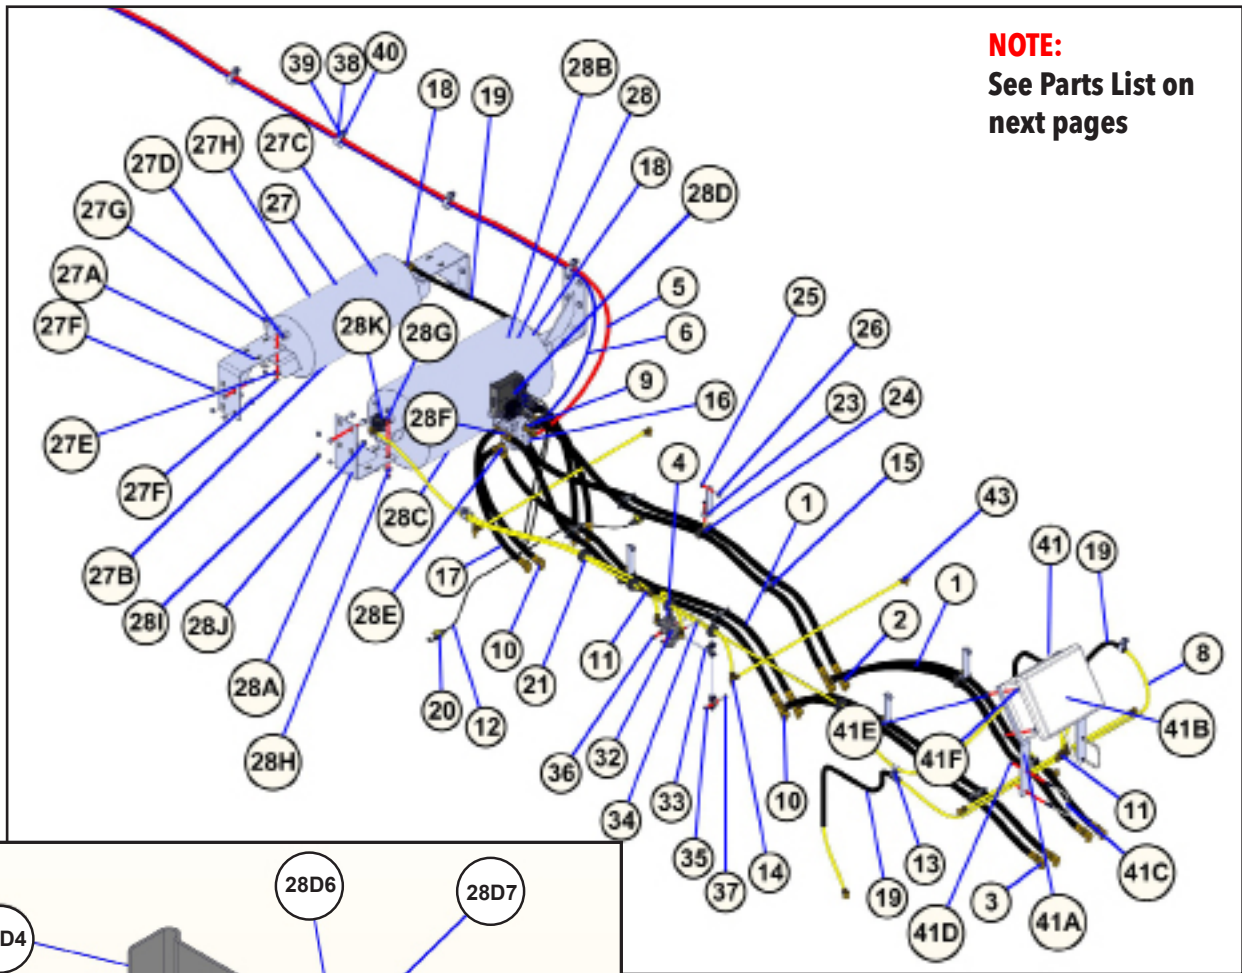 NOTE:
See Parts List on
next pages
39
38
40
18
19
28B
28
27C
27H
27D
27
18
28D
27G
27A
5
25
27F
28K
28G
6
26
9
23
24
16
28F
27E
4
15
27F
1
43
28C
41
19
17
1
27B
2
28I
28J
28E
10
11
8
21
28A
20
12
41E
41B
28H
41F
36
32
33
10
34
11
35
13
41C
14
37
19
3
41D
41A
28D6
28D7
D4